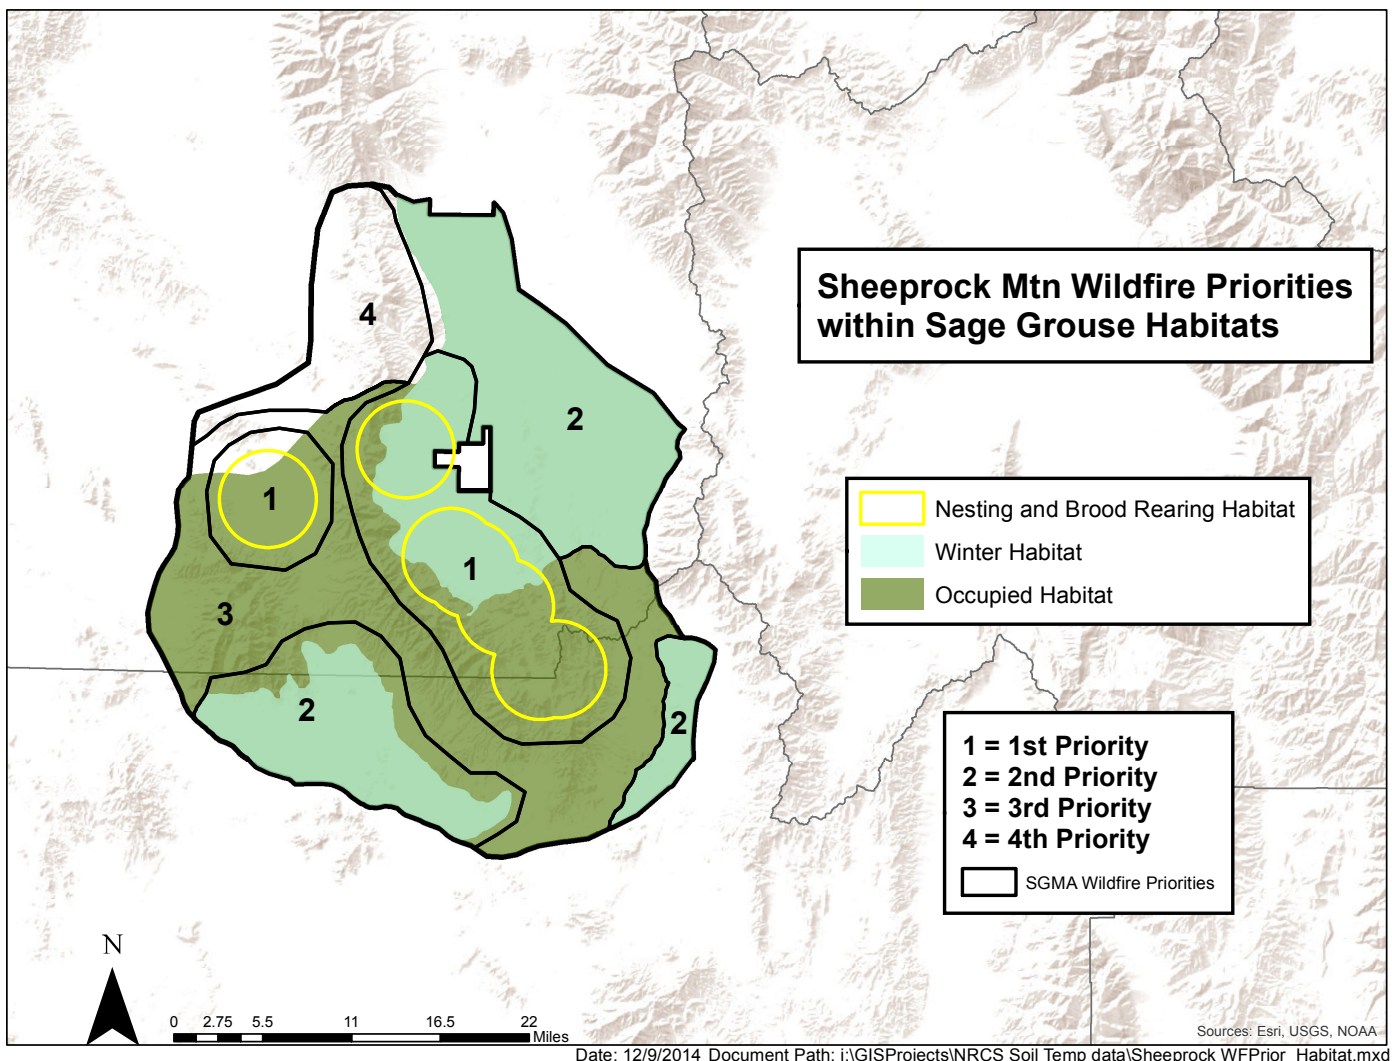 Sheeprock Mtn Wildfire Priorities
within Sage Grouse Habitats
4
2
1
1
3
2
2
Nesting and Brood Rearing Habitat
Winter Habitat
Occupied Habitat
1 = 1st Priority
2 = 2nd Priority
3 = 3rd Priority
4 = 4th Priority
SGMA Wildfire Priorities
N
0 2.75 5.5 11 16.5 22
Miles
Sources: Esri, USGS, NOAA
Date: 12/9/2014 Document Path: j:\GISProjects\NRCS Soil Temp data\Sheeprock_WFPrior_Habitat.mx